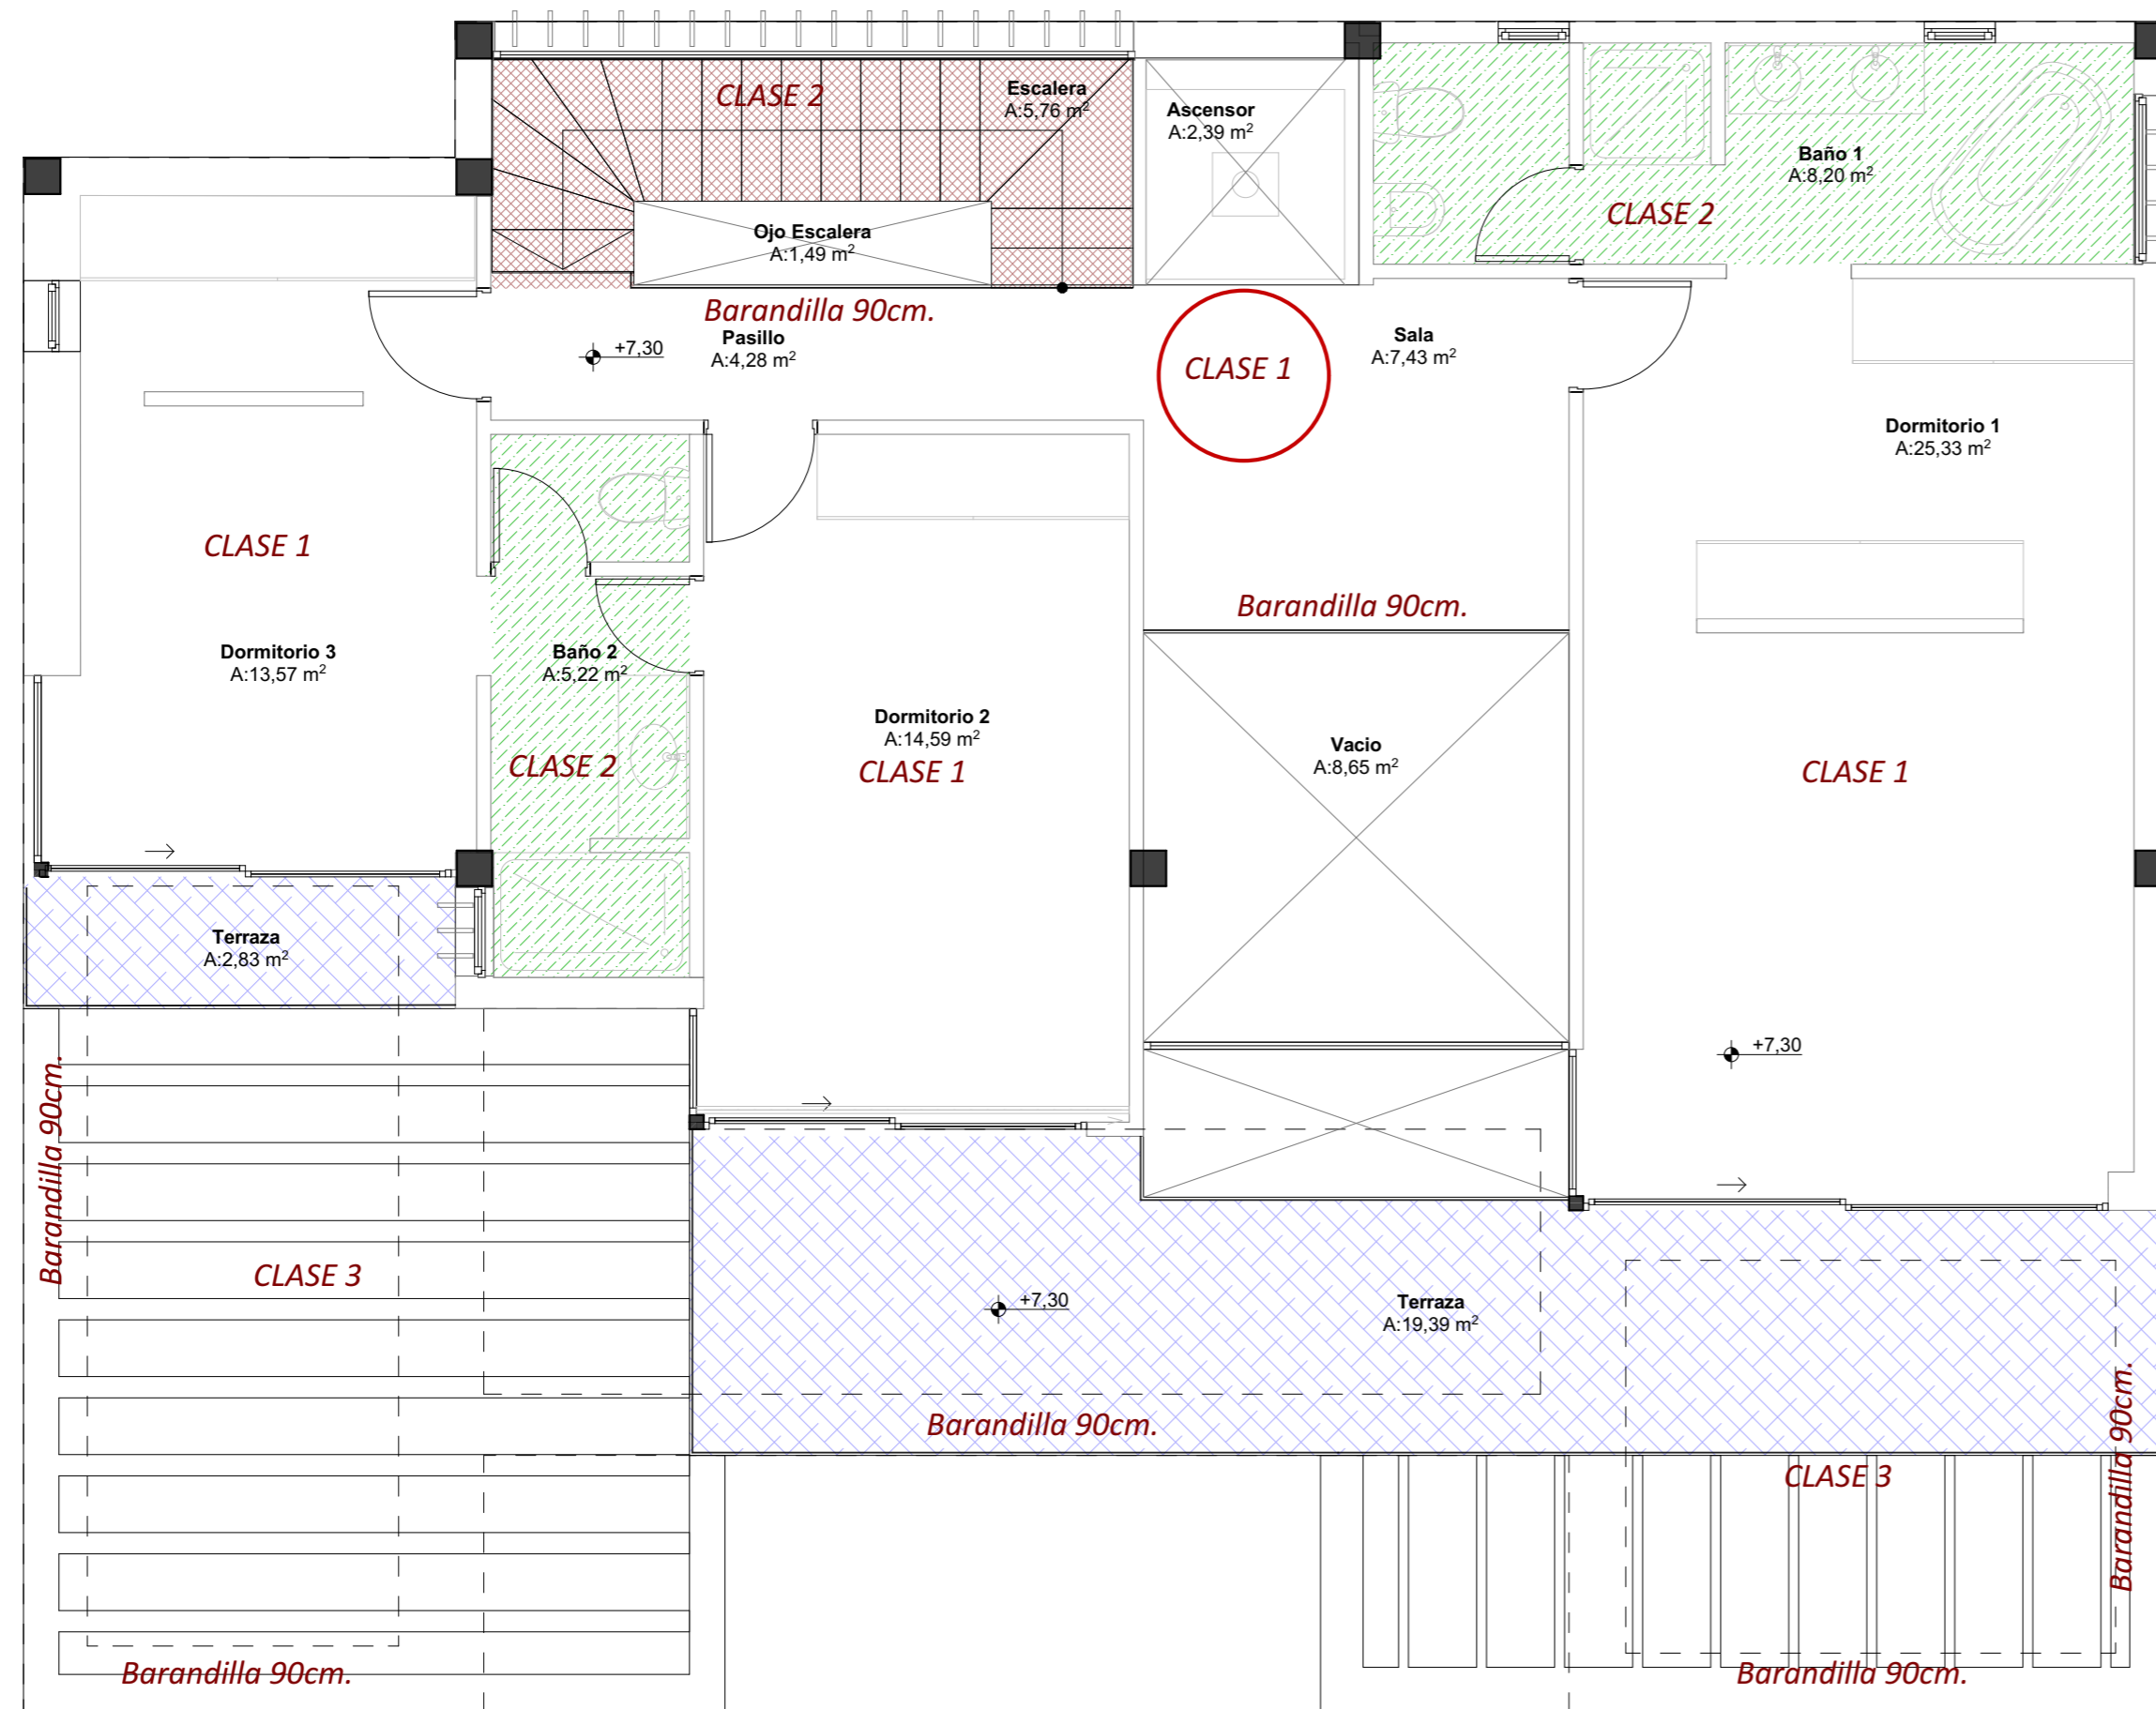 CLASE 2
Escalera
A:5,76 m²
Ascensor
A:2,39 m²
Baño 1
A:8,20 m²
CLASE 2
Ojo Escalera
A:1,49 m²
Barandilla 90cm.
Pasillo
A:4,28 m²
+7,30
CLASE 1
Sala
A:7,43 m²
Dormitorio 1
A:25,33 m²
CLASE 1
Barandilla 90cm.
Dormitorio 3
A:13,57 m²
Baño 2
A:5,22 m²
CLASE 2
Dormitorio 2
A:14,59 m²
CLASE 1
Vacio
A:8,65 m²
CLASE 1
Terraza
A:2,83 m²
+7,30
Barandilla 90cm.
CLASE 3
+7,30
Terraza
A:19,39 m²
Barandilla 90cm.
Barandilla 90cm.
CLASE 3
Barandilla 90cm.
Barandilla 90cm.